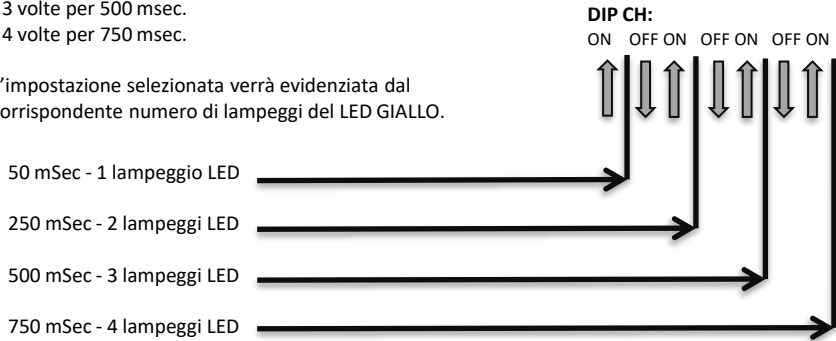 3 volte per 500 msec.
4 volte per 750 msec.
'impostazione selezionata verrà evidenziata dal
orrispondente numero di lampeggi del LED GIALLO.
DIP CH:
ON OFF ON OFF ON OFF ON
50 mSec - 1 lampeggio LED
250 mSec - 2 lampeggi LED
500 mSec - 3 lampeggi LED
750 mSec - 4 lampeggi LED